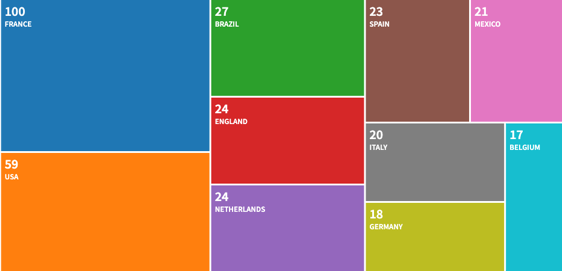 100
FRANCE
59
USA
27
BRAZIL
24
ENGLAND
24
NETHERLANDS
23
SPAIN
21
MEXICO
20
ITALY
18
GERMANY
17
BELGIUM